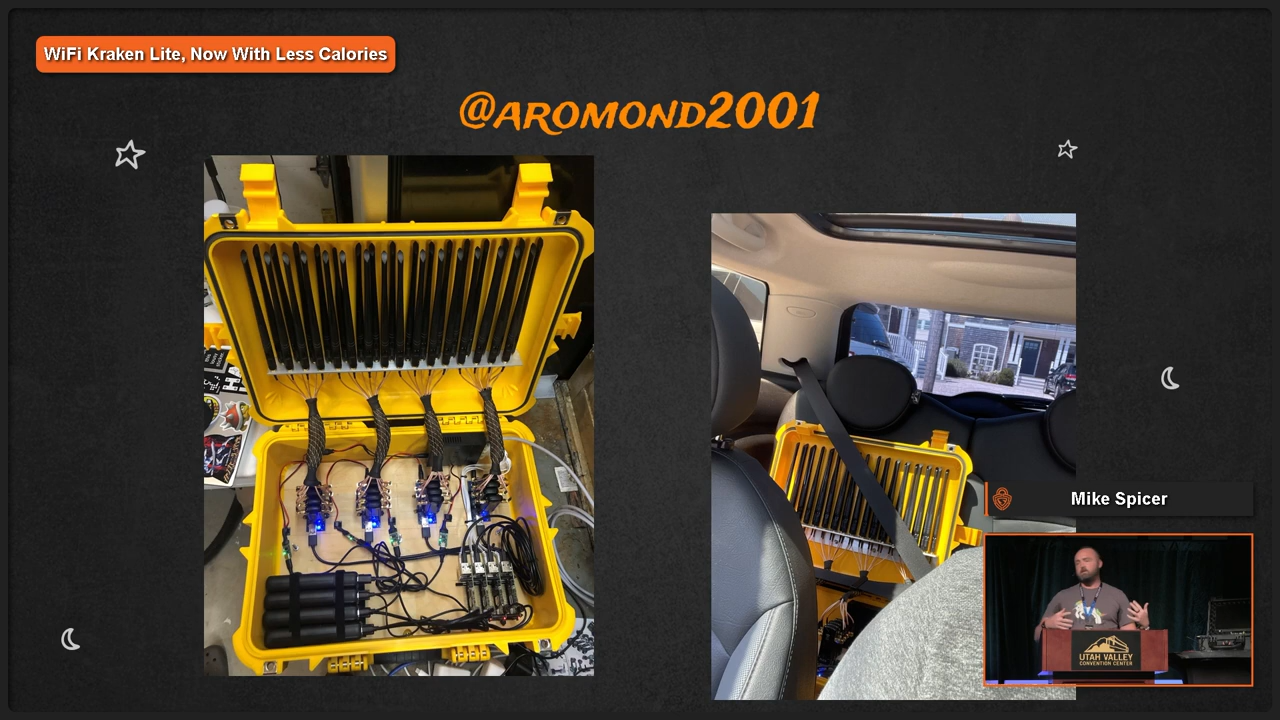 WiFi Kraken Lite, Now With Less Calories
@AROMOND2001
Mike Spicer
UTAH VALLEY
CONVENTION CENTER